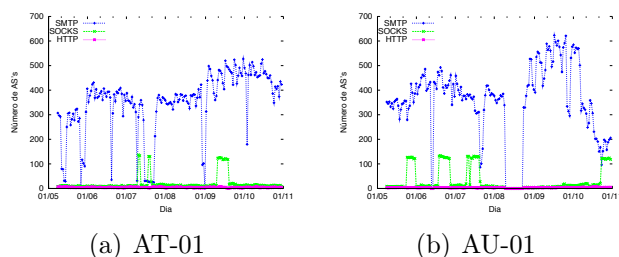 700
600
500
400
300
200
100
0
Número de AS's
SMTP
SOCKS
HTTP
01/05 01/06 01/07 01/08 01/09 01/10 01/11
Dia
(a) AT-01
700
600
500
400
300
200
100
0
Número de AS's
SMTP
SOCKS
HTTP
01/05 01/06 01/07 01/08 01/09 01/10 01/1
Dia
(b) AU-01